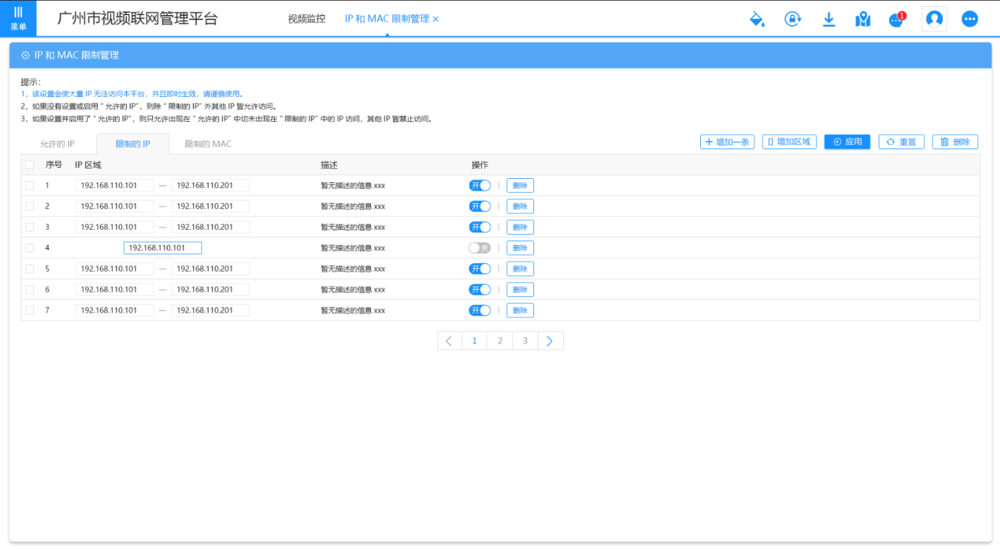 菜单
广州市视频联网管理平台
视频监控
IP 和 MAC 限制管理 ×
1
IP 和 MAC 限制管理
提示：
1，该设置会使大量 IP 无法访问本平台，并且即时生效，请谨慎使用。
2，如果没有设置或启用 “ 允许的 IP”，则除 “ 限制的 IP” 外其他 IP 皆允许访问。
3，如果设置并启用了 “ 允许的 IP”，则只允许出现在 “ 允许的 IP” 中切未出现在 “ 限制的 IP” 中的 IP 访问，其他 IP 皆禁止访问。
允许的 IP 限制的 IP 限制的 MAC
增加一条 增加区域 应用 重置 删除
序号 IP 区域 描述 操作
1 192.168.110.101 — 192.168.110.201 暂无描述的信息 xxx 开 | 删除
2 192.168.110.101 — 192.168.110.201 暂无描述的信息 xxx 开 | 删除
3 192.168.110.101 — 192.168.110.201 暂无描述的信息 xxx 开 | 删除
4 192.168.110.101 暂无描述的信息 xxx 关 | 删除
5 192.168.110.101 — 192.168.110.201 暂无描述的信息 xxx 开 | 删除
6 192.168.110.101 — 192.168.110.201 暂无描述的信息 xxx 开 | 删除
7 192.168.110.101 — 192.168.110.201 暂无描述的信息 xxx 开 | 删除
1 2 3